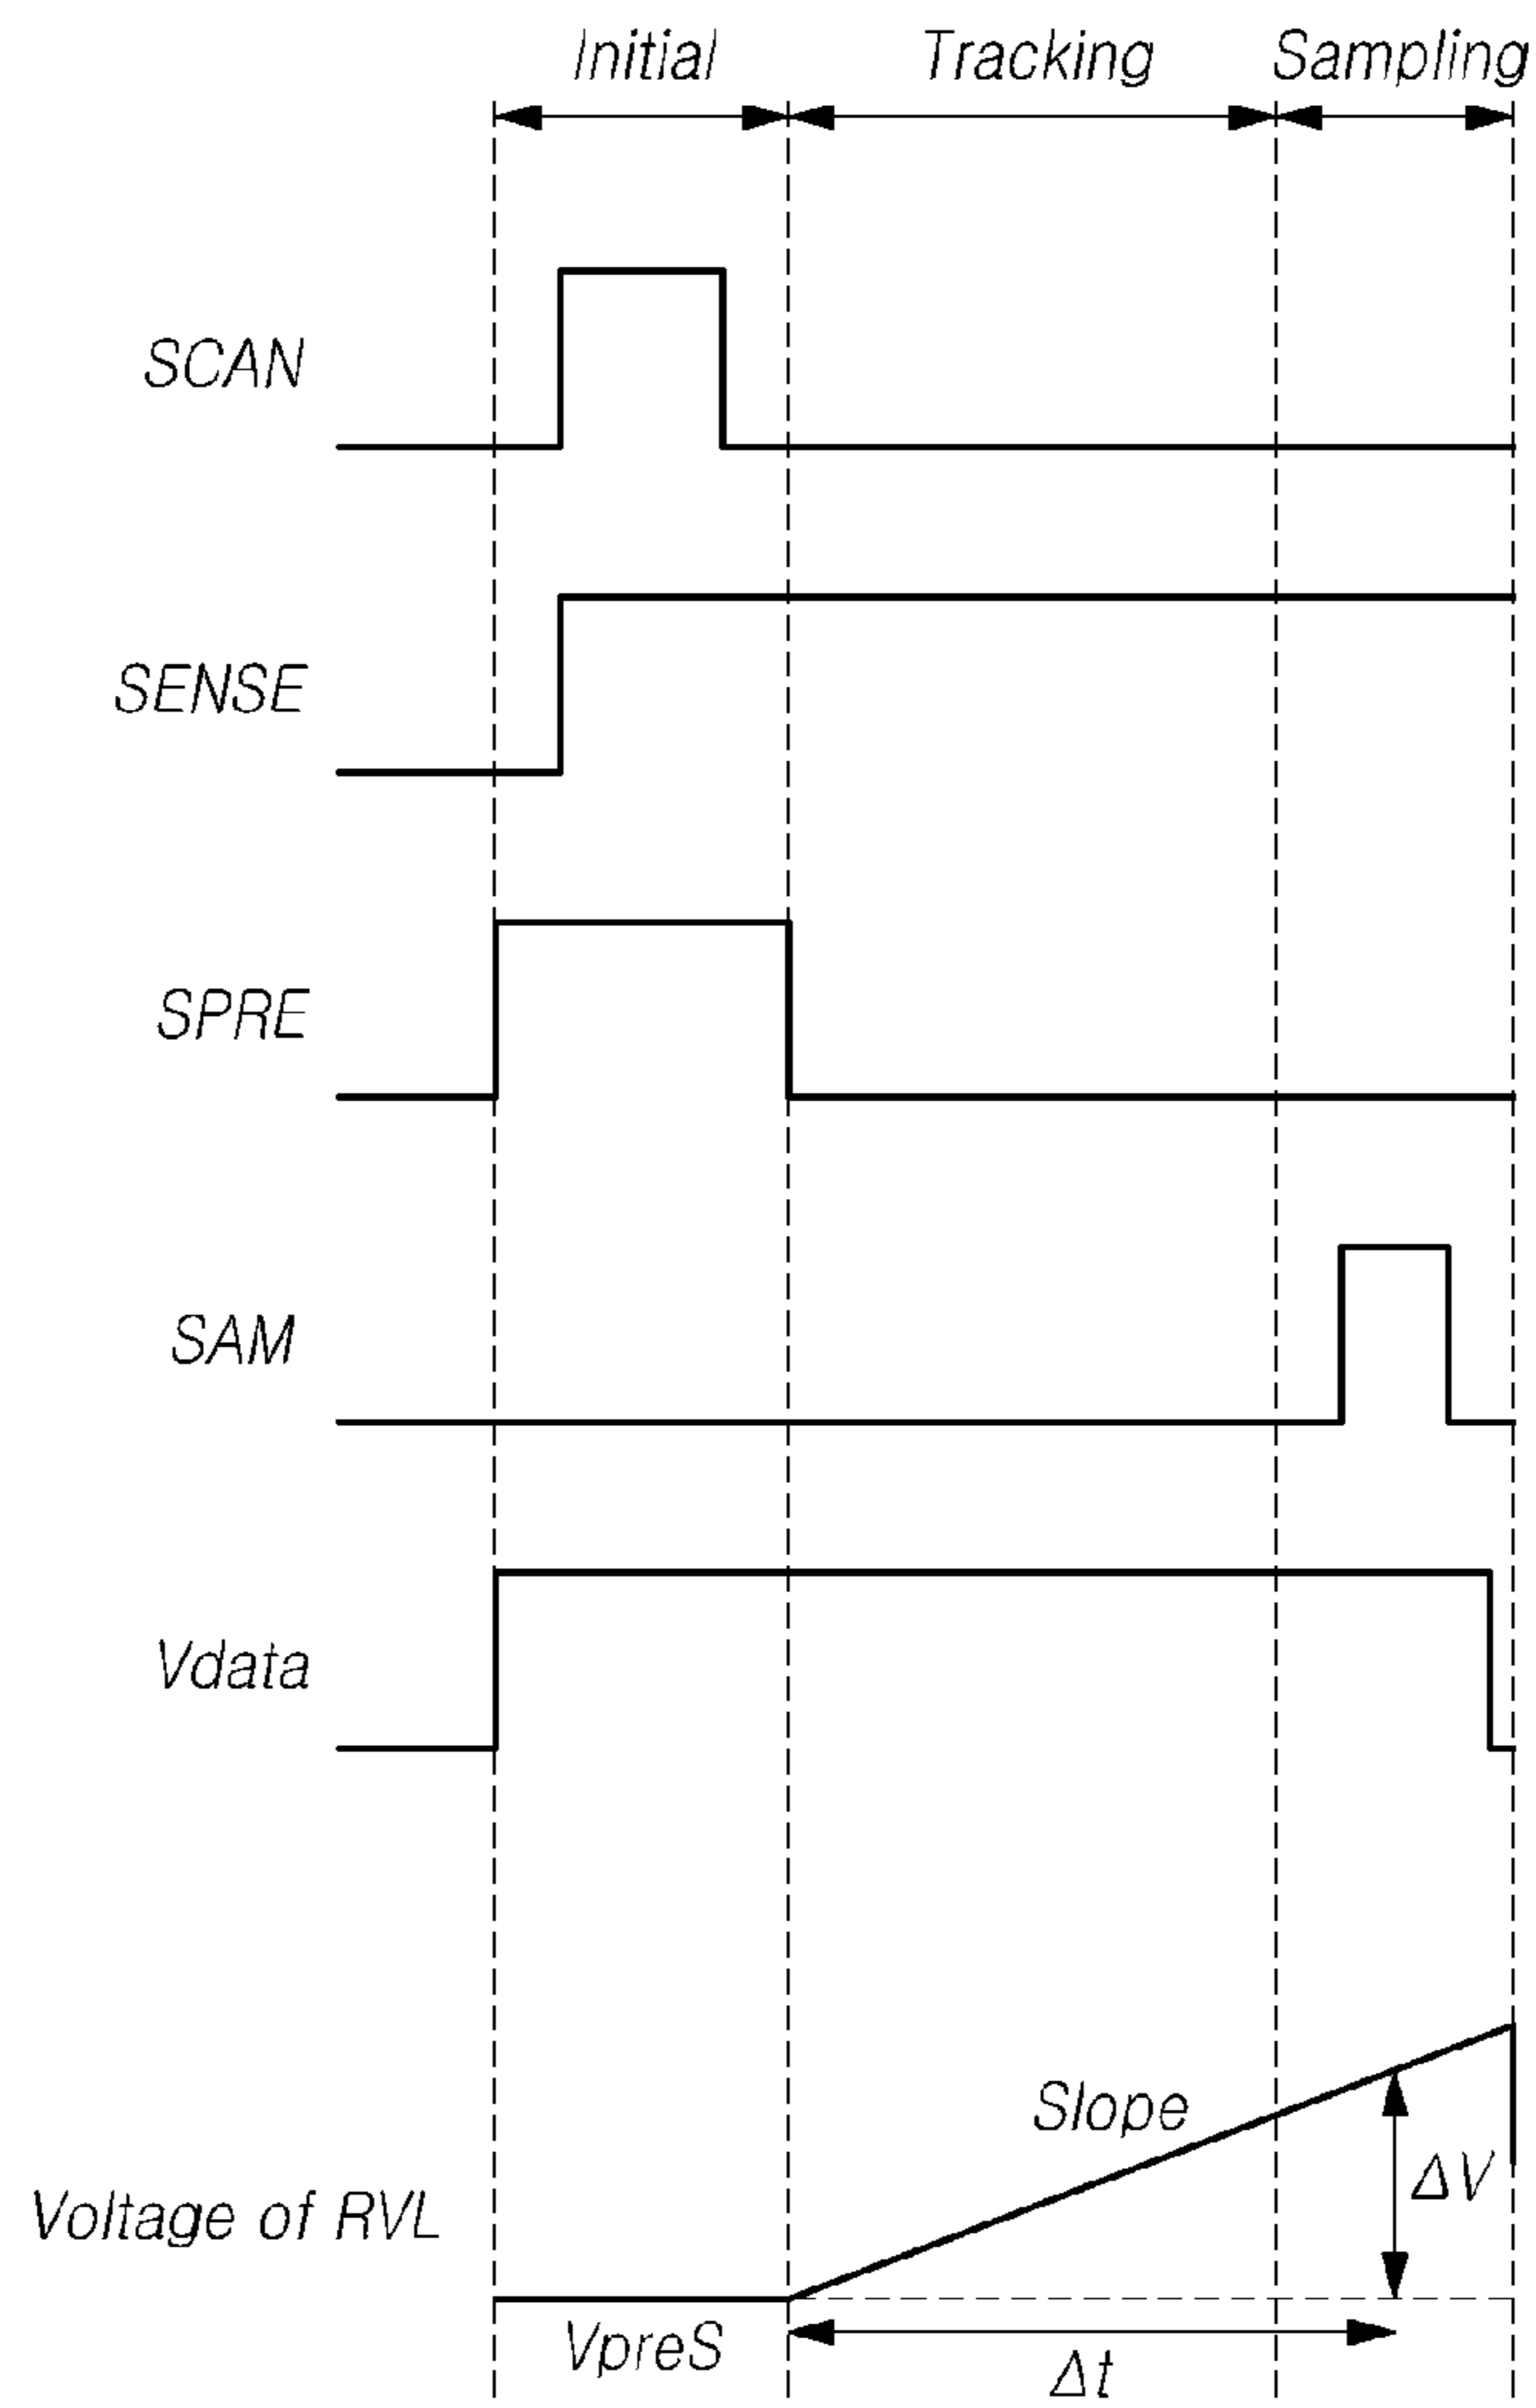 Initial Tracking Sampling
SCAN
SENSE
SPRE
SAM
Vdata
Slope
ΔV
Voltage of RVL
VpreS
Δt